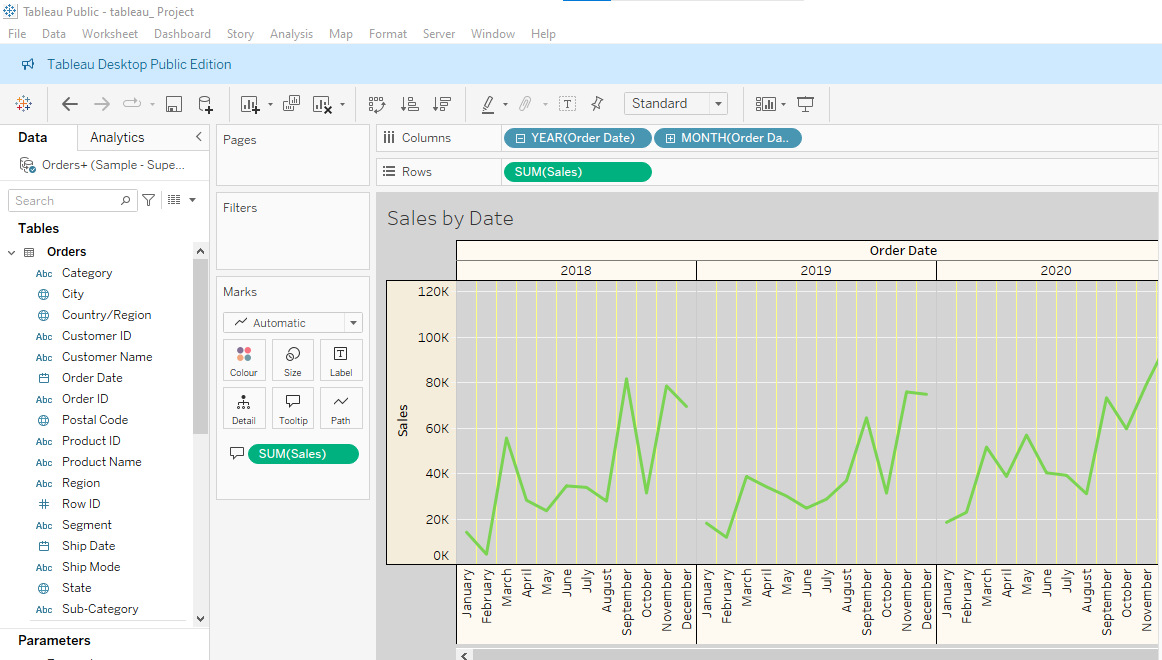 Tableau Public - tableau_ Project
File Data Worksheet Dashboard Story Analysis Map Format Server Window Help
Tableau Desktop Public Edition
Standard
Data Analytics
Orders+ (Sample - Supe...
Search
Tables
Orders
Abc Category
City
Country/Region
Abc Customer ID
Abc Customer Name
Order Date
Abc Order ID
Postal Code
Abc Product ID
Abc Product Name
Abc Region
Row ID
Abc Segment
Ship Date
Abc Ship Mode
State
Abc Sub-Category
Parameters
Pages
Filters
Marks
Automatic
Colour Size Label
Detail Tooltip Path
SUM(Sales)
Columns YEAR(Order Date) MONTH(Order Da..
Rows SUM(Sales)
Sales by Date
Order Date
2018 2019 2020
Sales
120K
100K
80K
60K
40K
20K
0K
January
February
March
April
May
June
July
August
September
October
November
December
January
February
March
April
May
June
July
August
September
October
November
December
January
February
March
April
May
June
July
August
September
October
November